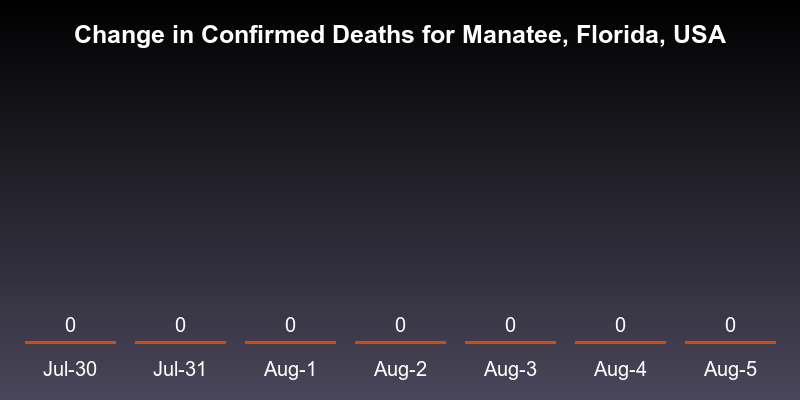 Change in Confirmed Deaths for Manatee, Florida, USA
0 0 0 0 0 0 0
Jul-30 Jul-31 Aug-1 Aug-2 Aug-3 Aug-4 Aug-5